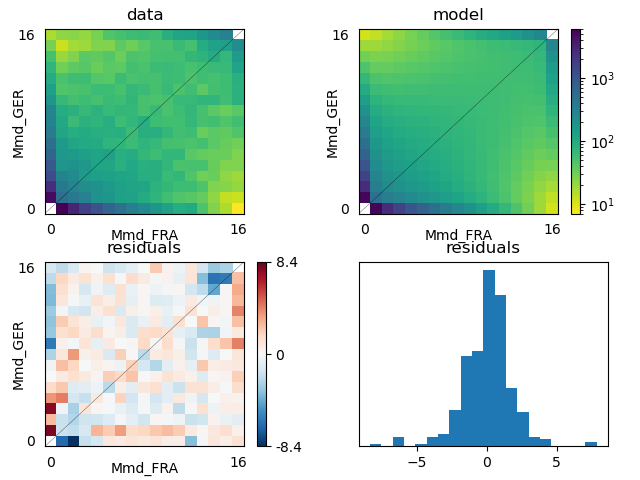 data
model
16
Mmd_GER
0
0
Mmd_FRA
16
16
Mmd_GER
0
0
Mmd_FRA
16
10³
10²
10¹
residuals
residuals
16
Mmd_GER
0
0
Mmd_FRA
16
8.4
0
-8.4
−5
0
5